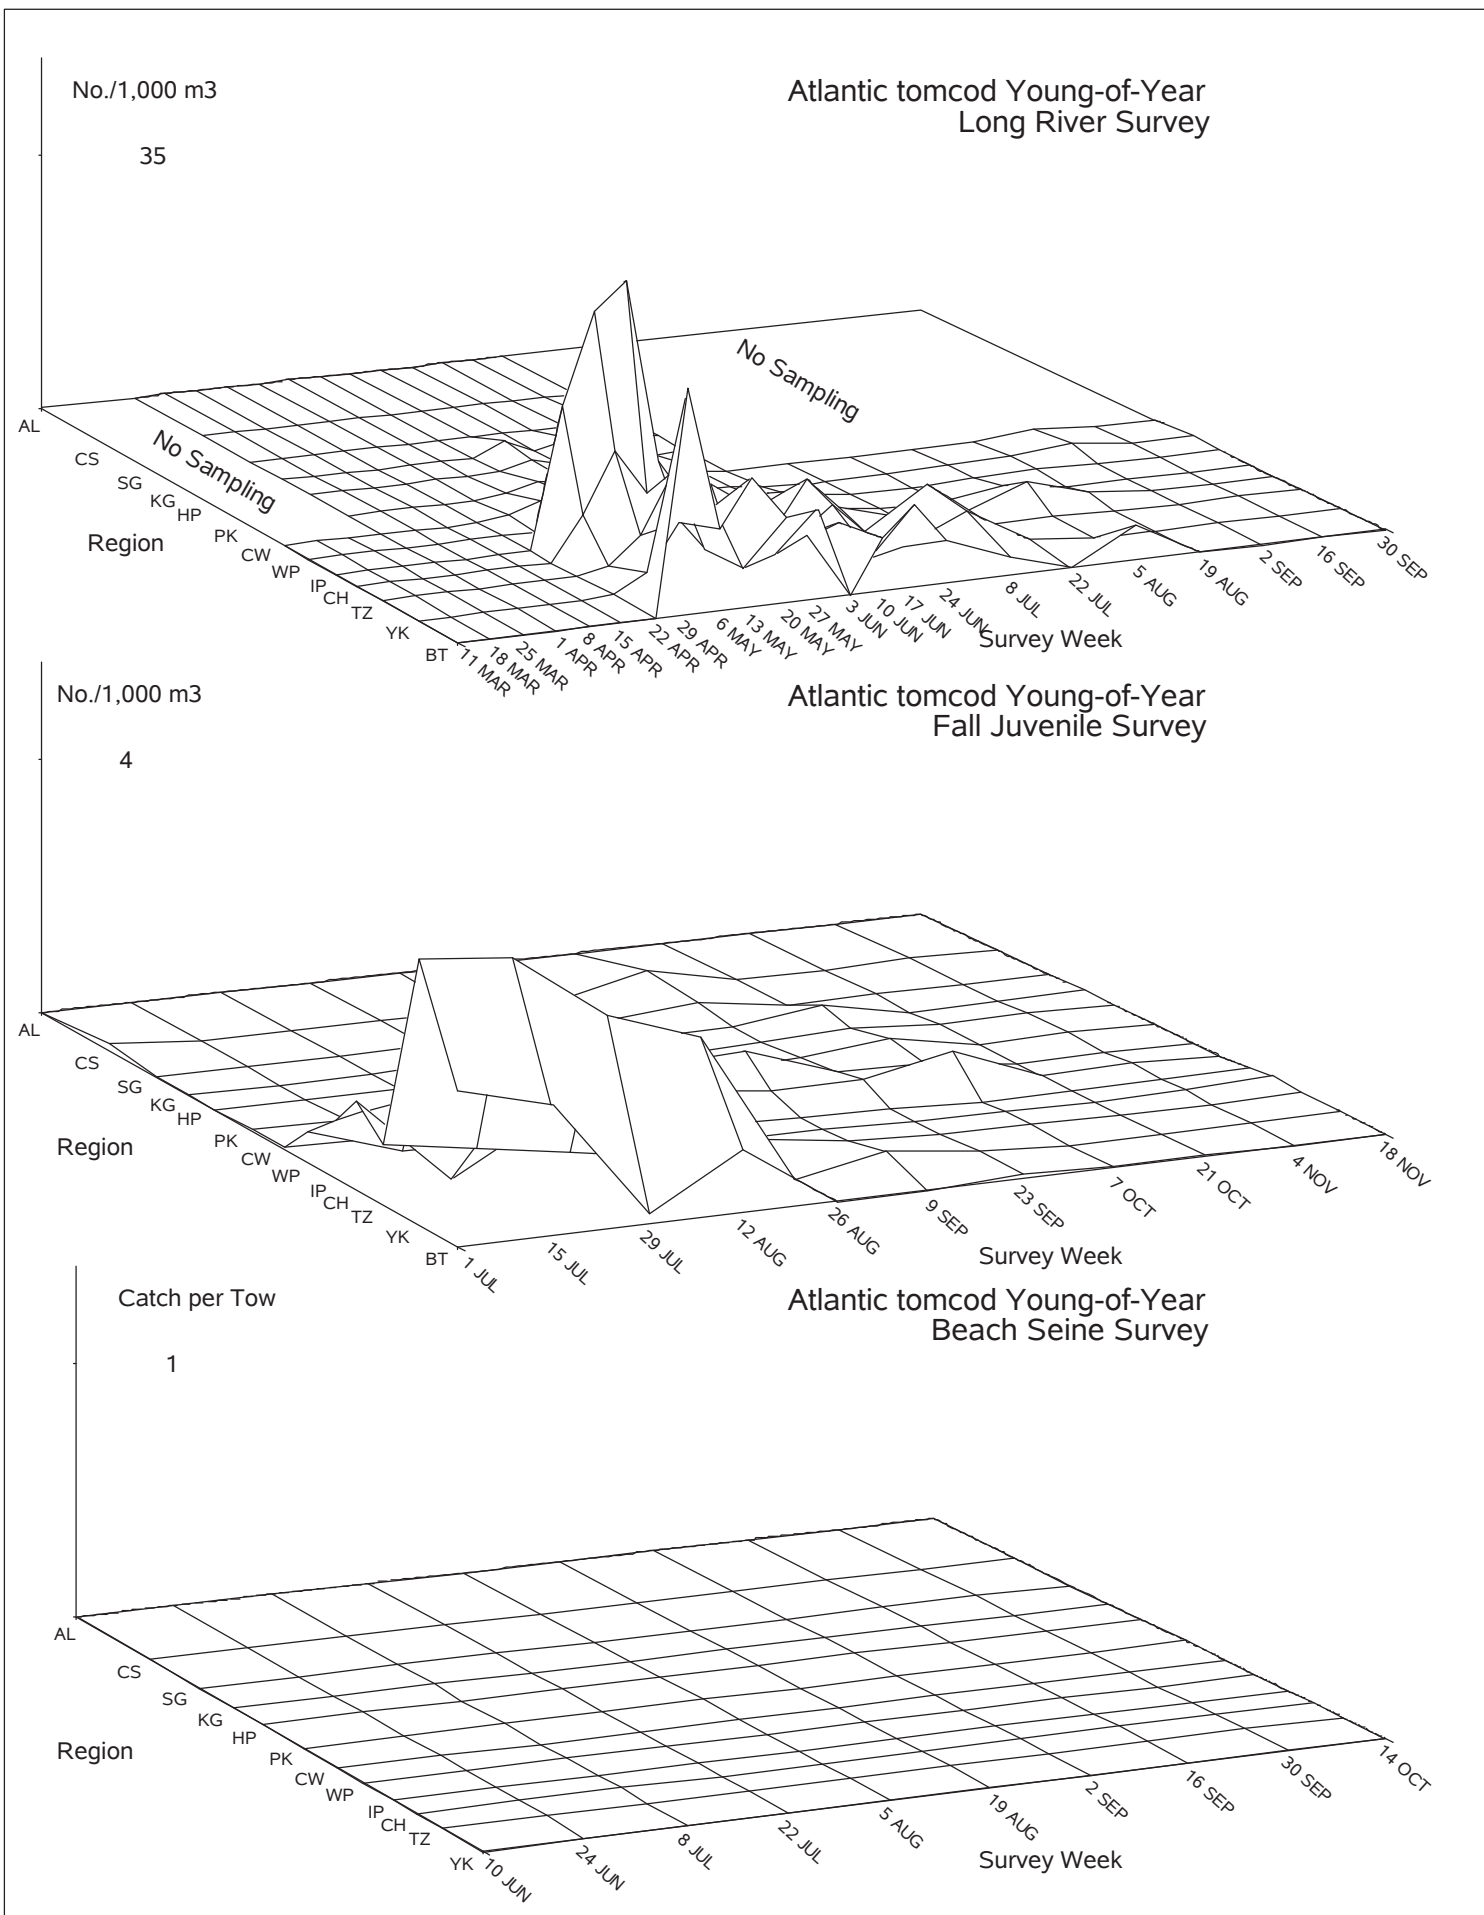 No./1,000 m3
Atlantic tomcod Young-of-Year
Long River Survey
35
No Sampling
AL
CS
SG
KG
HP
PK
CW
WP
IP
CH
TZ
YK
BT
No Sampling
Region
11 MAR
18 MAR
25 MAR
1 APR
8 APR
15 APR
22 APR
29 APR
6 MAY
13 MAY
20 MAY
27 MAY
3 JUN
10 JUN
17 JUN
24 JUN
8 JUL
22 JUL
5 AUG
19 AUG
2 SEP
16 SEP
30 SEP
Survey Week
No./1,000 m3
Atlantic tomcod Young-of-Year
Fall Juvenile Survey
4
AL
CS
SG
KG
HP
PK
CW
WP
IP
CH
TZ
YK
BT
Region
1 JUL
15 JUL
29 JUL
12 AUG
26 AUG
9 SEP
23 SEP
7 OCT
21 OCT
4 NOV
18 NOV
Survey Week
Catch per Tow
Atlantic tomcod Young-of-Year
Beach Seine Survey
1
AL
CS
SG
KG
HP
PK
CW
WP
IP
CH
TZ
YK
Region
10 JUN
24 JUN
8 JUL
22 JUL
5 AUG
19 AUG
2 SEP
16 SEP
30 SEP
14 OCT
Survey Week